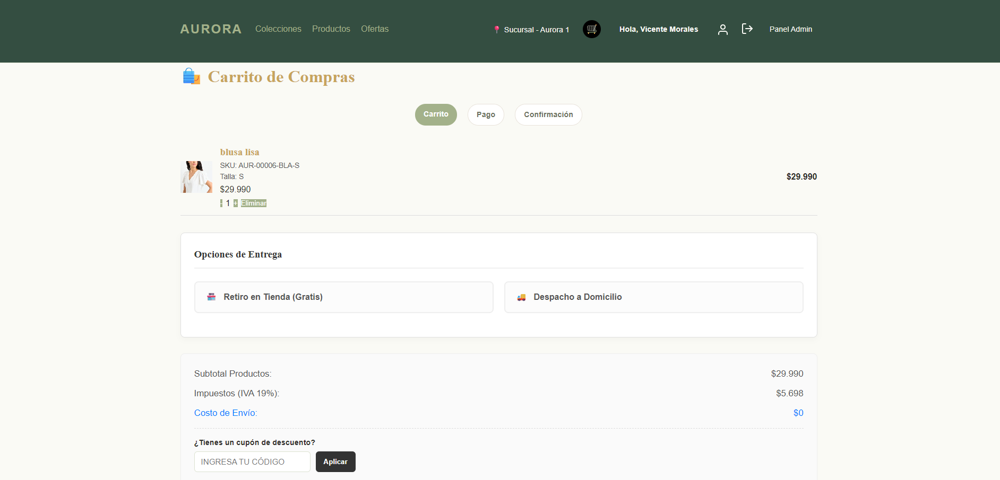 AURORA Colecciones Productos Ofertas Sucursal - Aurora 1 Hola, Vicente Morales Panel Admin
Carrito de Compras
Carrito Pago Confirmación
blusa lisa
SKU: AUR-00006-BLA-S
Talla: S
$29.990
$29.990
- 1 + Eliminar
Opciones de Entrega
Retiro en Tienda (Gratis) Despacho a Domicilio
Subtotal Productos: $29.990
Impuestos (IVA 19%): $5.698
Costo de Envío: $0
¿Tienes un cupón de descuento?
INGRESA TU CÓDIGO Aplicar